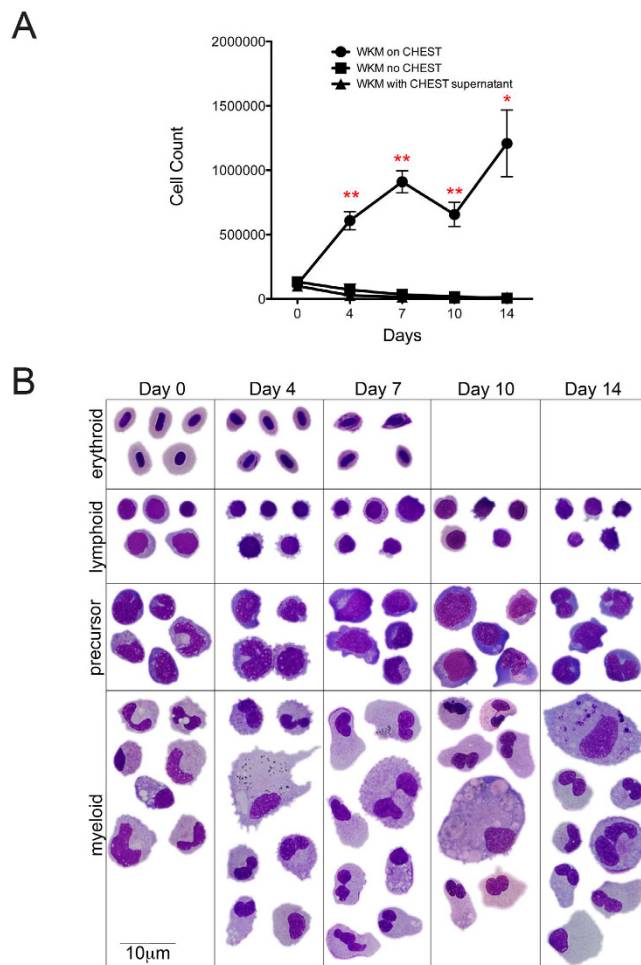 A
2000000
1500000
1000000
500000
0
Cell Count
WKM on CHEST
WKM no CHEST
WKM with CHEST supernatant
**
**
**
*
0 4 7 10 14
Days
B
Day 0 Day 4 Day 7 Day 10 Day 14
erythroid
lymphoid
precursor
myeloid
10μm